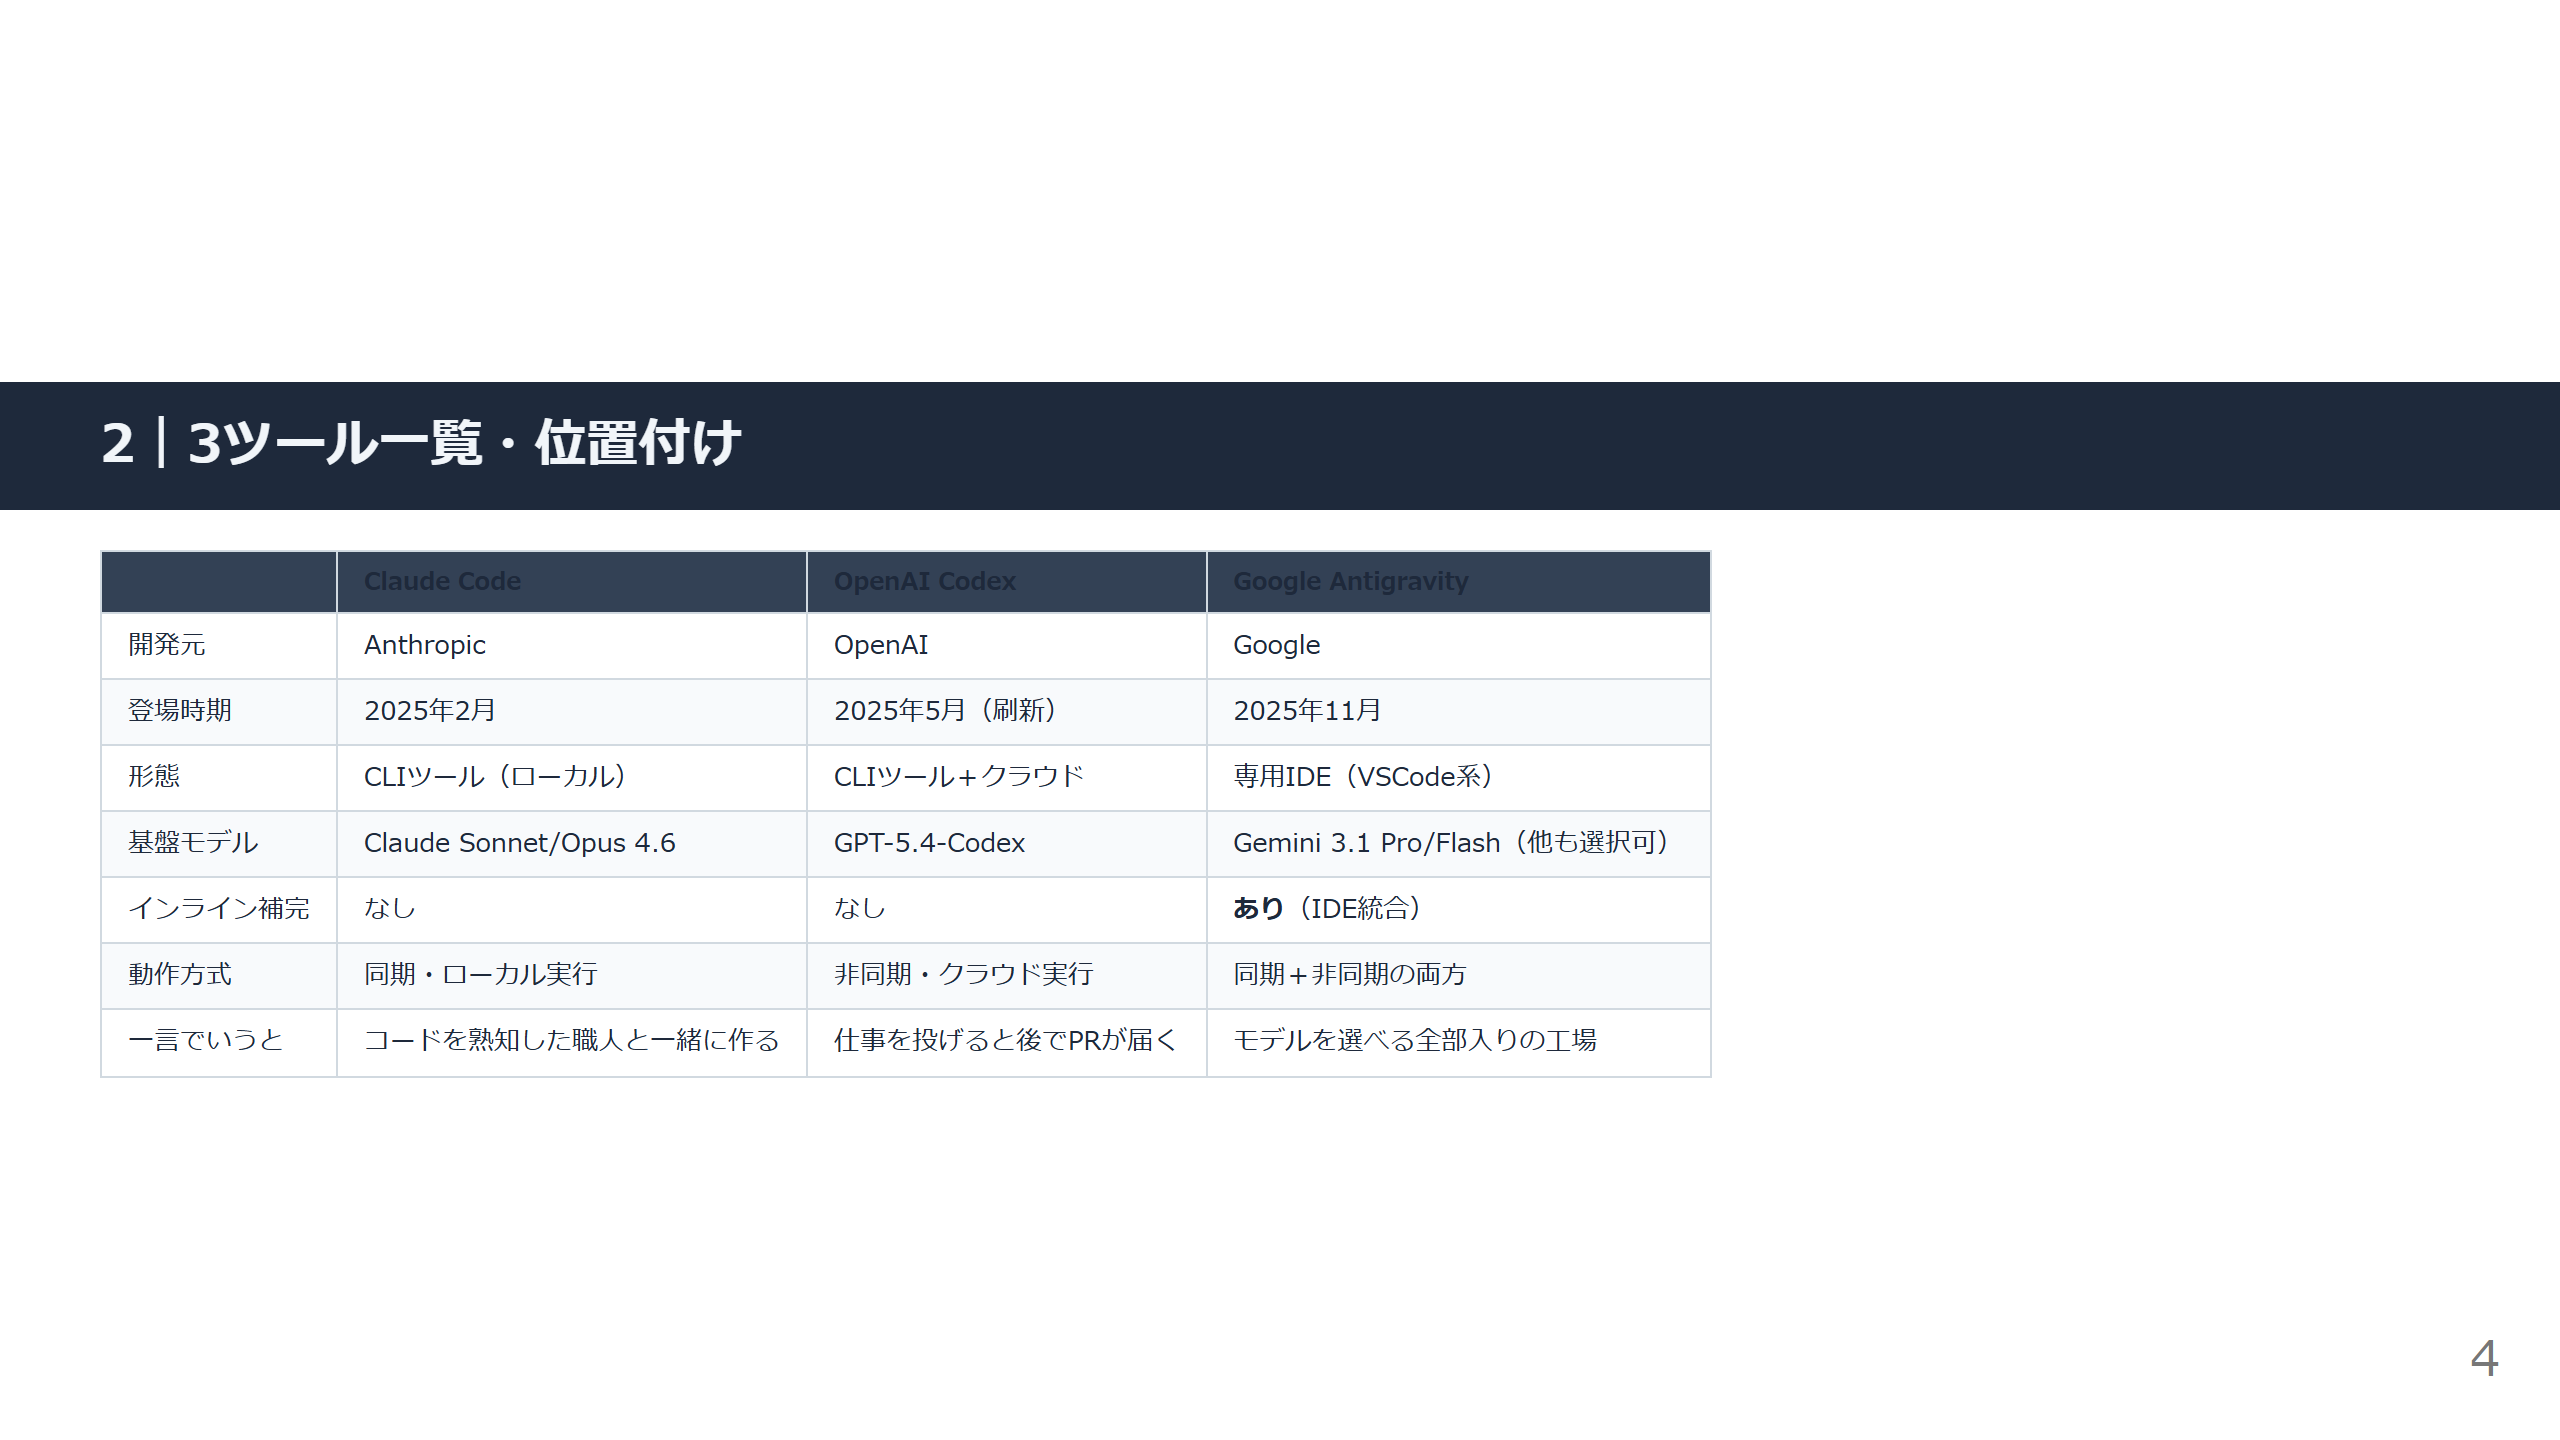 2｜3ツール一覧・位置付け
Claude Code OpenAI Codex Google Antigravity
開発元 Anthropic OpenAI Google
登場時期 2025年2月 2025年5月（刷新） 2025年11月
形態 CLIツール（ローカル） CLIツール＋クラウド 専用IDE（VSCode系）
基盤モデル Claude Sonnet/Opus 4.6 GPT-5.4-Codex Gemini 3.1 Pro/Flash（他も選択可）
インライン補完 なし なし あり（IDE統合）
動作方式 同期・ローカル実行 非同期・クラウド実行 同期＋非同期の両方
一言でいうと コードを熟知した職人と一緒に作る 仕事を投げると後でPRが届く モデルを選べる全部入りの工場
4